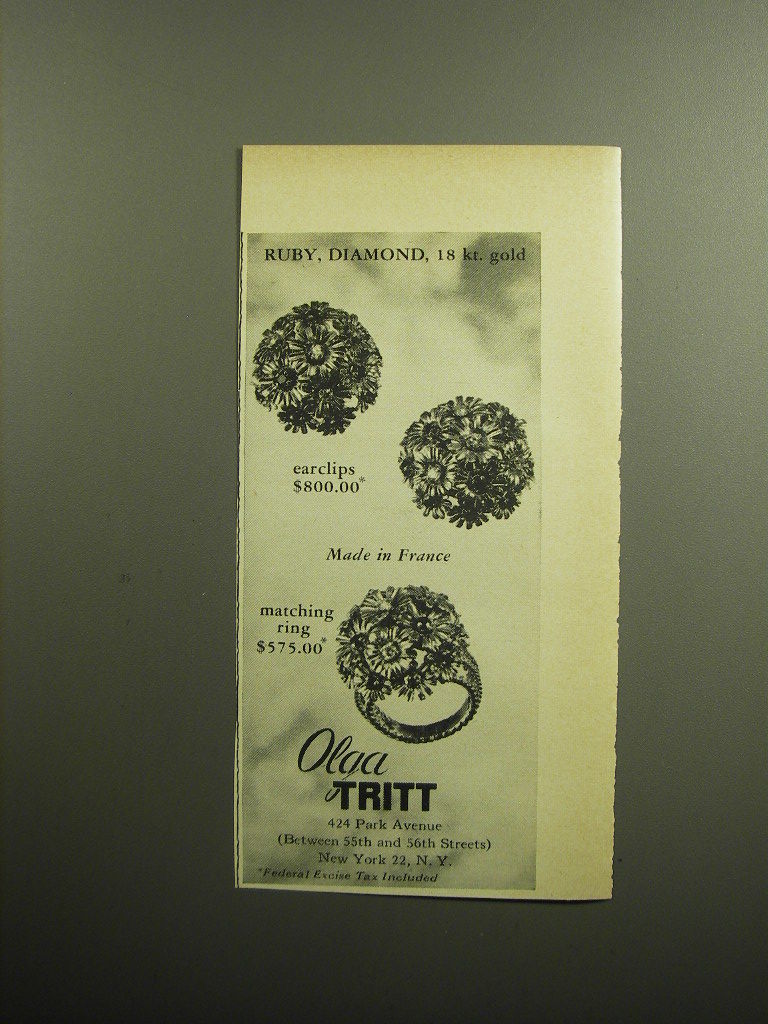 RUBY, DIAMOND, 18 kt. gold
earclips
$800.00*
Made in France
matching
ring
$575.00*
Olga
TRITT
424 Park Avenue
(Between 55th and 56th Streets)
New York 22, N. Y.
*Federal Excise Tax Included